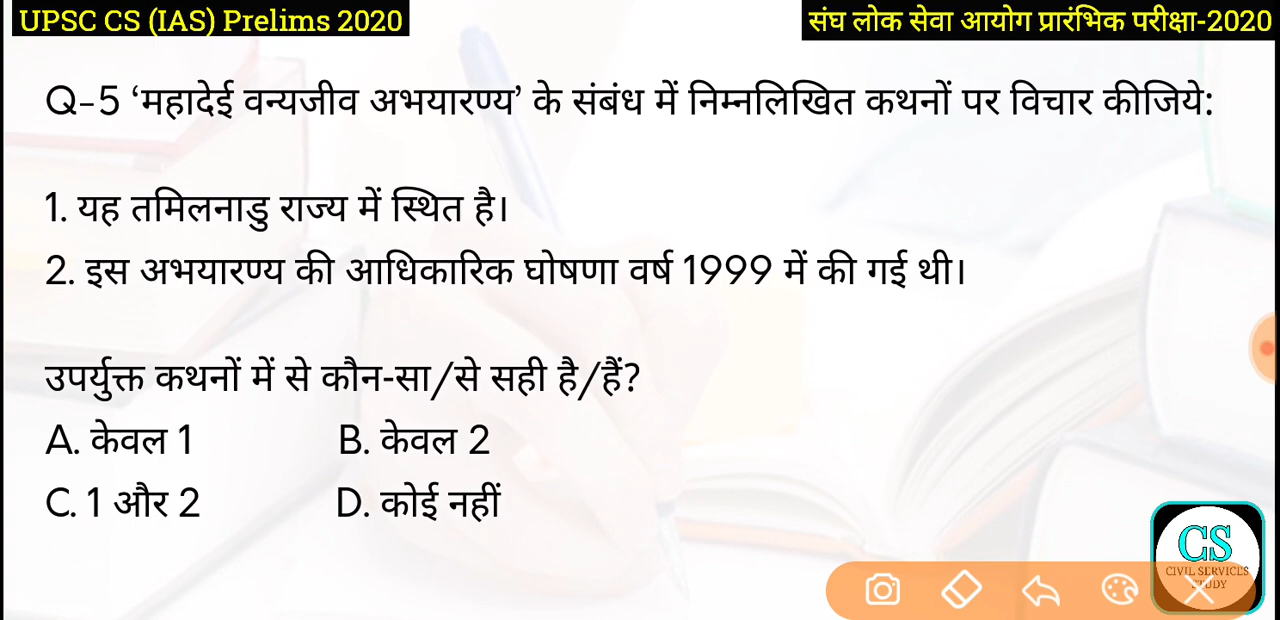 UPSC CS (IAS) Prelims 2020
संघ लोक सेवा आयोग प्रारंभिक परीक्षा-2020
Q-5 ‘महादेई वन्यजीव अभयारण्य’ के संबंध में निम्नलिखित कथनों पर विचार कीजिये:
1. यह तमिलनाडु राज्य में स्थित है।
2. इस अभयारण्य की आधिकारिक घोषणा वर्ष 1999 में की गई थी।
उपर्युक्त कथनों में से कौन-सा/से सही है/हैं?
A. केवल 1 B. केवल 2
C. 1 और 2 D. कोई नहीं
CS
CIVIL SERVICES
STUDY